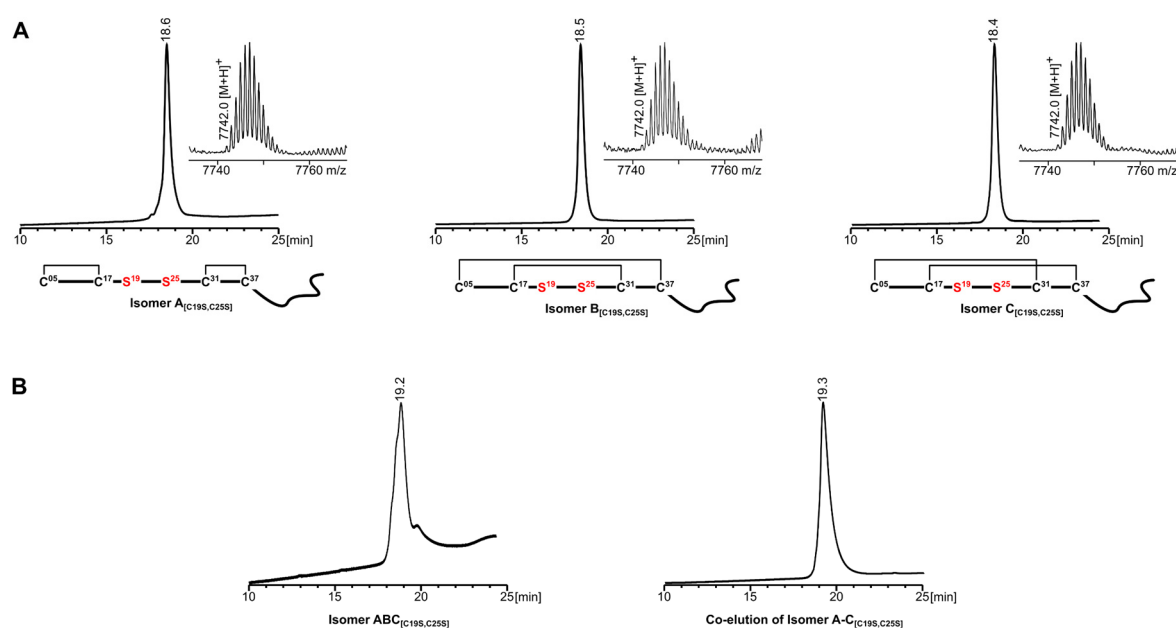 A
18.6
7742.0 [M+H]+
7740 7760 m/z
10 15 20 25[min]
C05 C17 S19 S25 C31 C37
Isomer A[C19S,C25S]
18.5
7742.0 [M+H]+
7740 7760 m/z
10 15 20 25[min]
C05 C17 S19 S25 C31 C37
Isomer B[C19S,C25S]
18.4
7742.0 [M+H]+
7740 7760 m/z
10 15 20 25[min]
C05 C17 S19 S25 C31 C37
Isomer C[C19S,C25S]
B
19.2
10 15 20 25[min]
Isomer ABC[C19S,C25S]
19.3
10 15 20 25[min]
Co-elution of Isomer A-C[C19S,C25S]